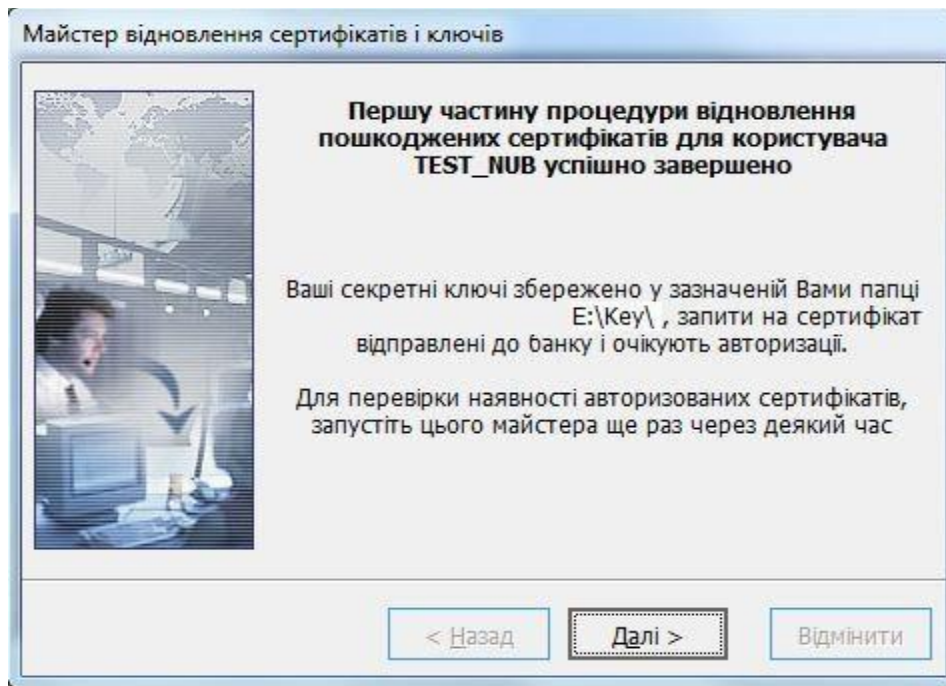 Майстер відновлення сертифікатів і ключів
Першу частину процедури відновлення
пошкоджених сертифікатів для користувача
TEST_NUB успішно завершено
Ваші секретні ключі збережено у зазначеній Вами папці
E:\Key\ , запити на сертифікат
відправлені до банку і очікують авторизації.
Для перевірки наявності авторизованих сертифікатів,
запустіть цього майстера ще раз через деякий час
< Назад
Далі >
Відмінити